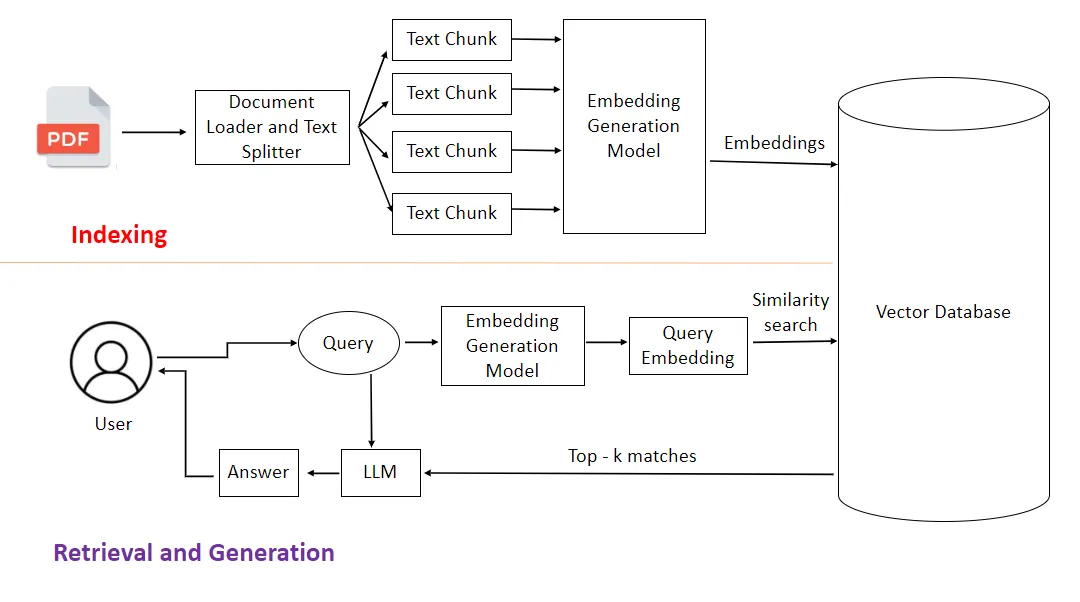 Text Chunk
Text Chunk
Text Chunk
Text Chunk
PDF
Document
Loader and Text
Splitter
Embedding
Generation
Model
Embeddings
Indexing
Vector Database
User
Query
Embedding
Generation
Model
Query
Embedding
Similarity
search
Top - k matches
LLM
Answer
Retrieval and Generation